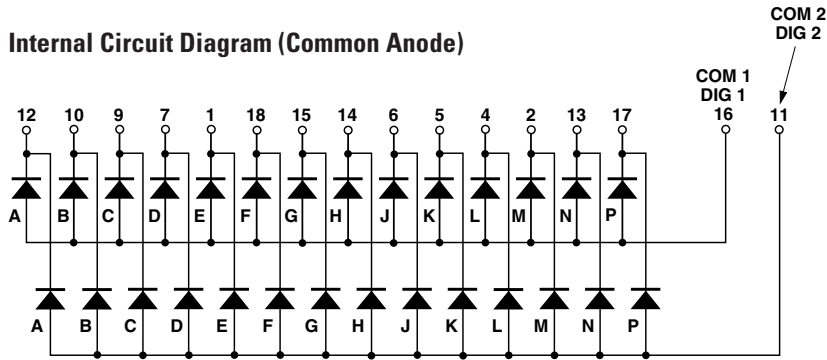 COM 2
DIG 2
Internal Circuit Diagram (Common Anode)
COM 1
DIG 1
12 10 9 7 1 18 15 14 6 5 4 2 13 17 16 11
A B C D E F G H J K L M N P
A B C D E F G H J K L M N P